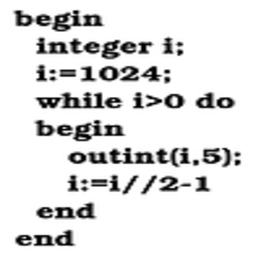 begin
integer i;
i:=1024;
while i>0 do
begin
outint(i,5);
i:=i//2-1
end
end